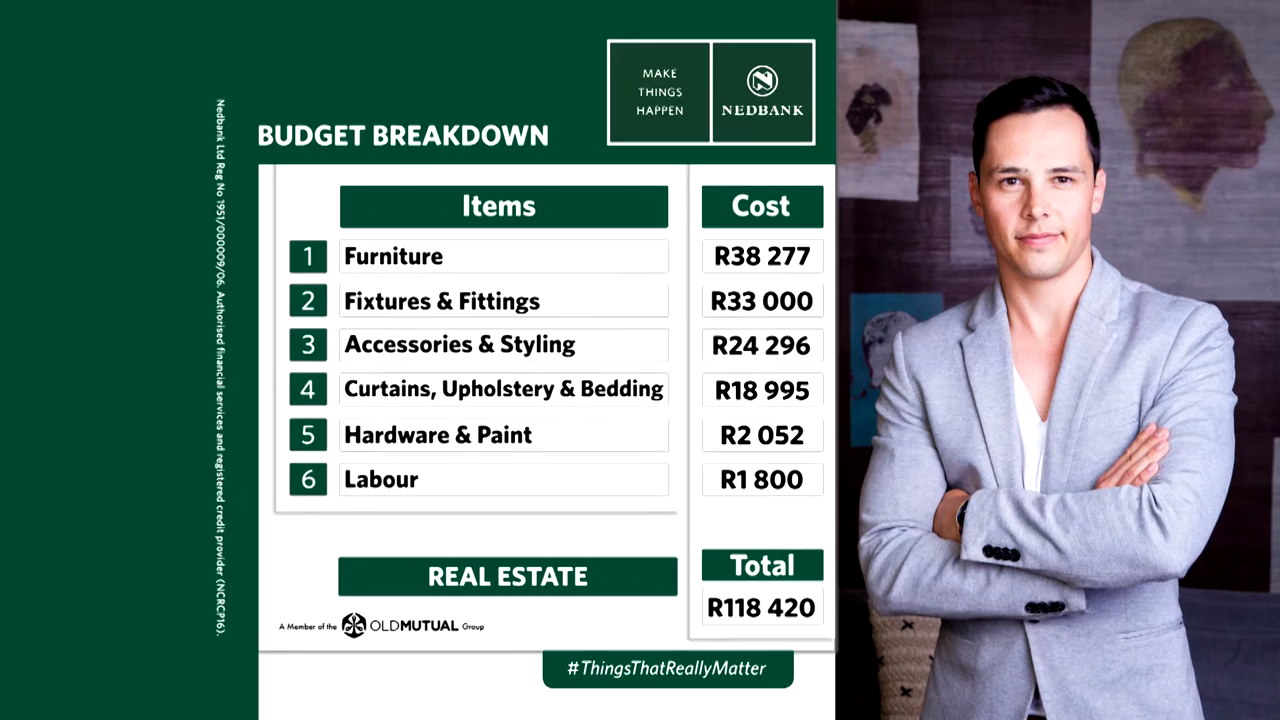 MAKE
THINGS
HAPPEN
NEDBANK
BUDGET BREAKDOWN
Items Cost
1 Furniture R38 277
2 Fixtures & Fittings R33 000
3 Accessories & Styling R24 296
4 Curtains, Upholstery & Bedding R18 995
5 Hardware & Paint R2 052
6 Labour R1 800
REAL ESTATE Total
R118 420
A Member of the OLDMUTUAL Group
#ThingsThatReallyMatter
Nedbank Ltd Reg No 1951/000009/06. Authorised financial services and registered credit provider (NCRCP16).